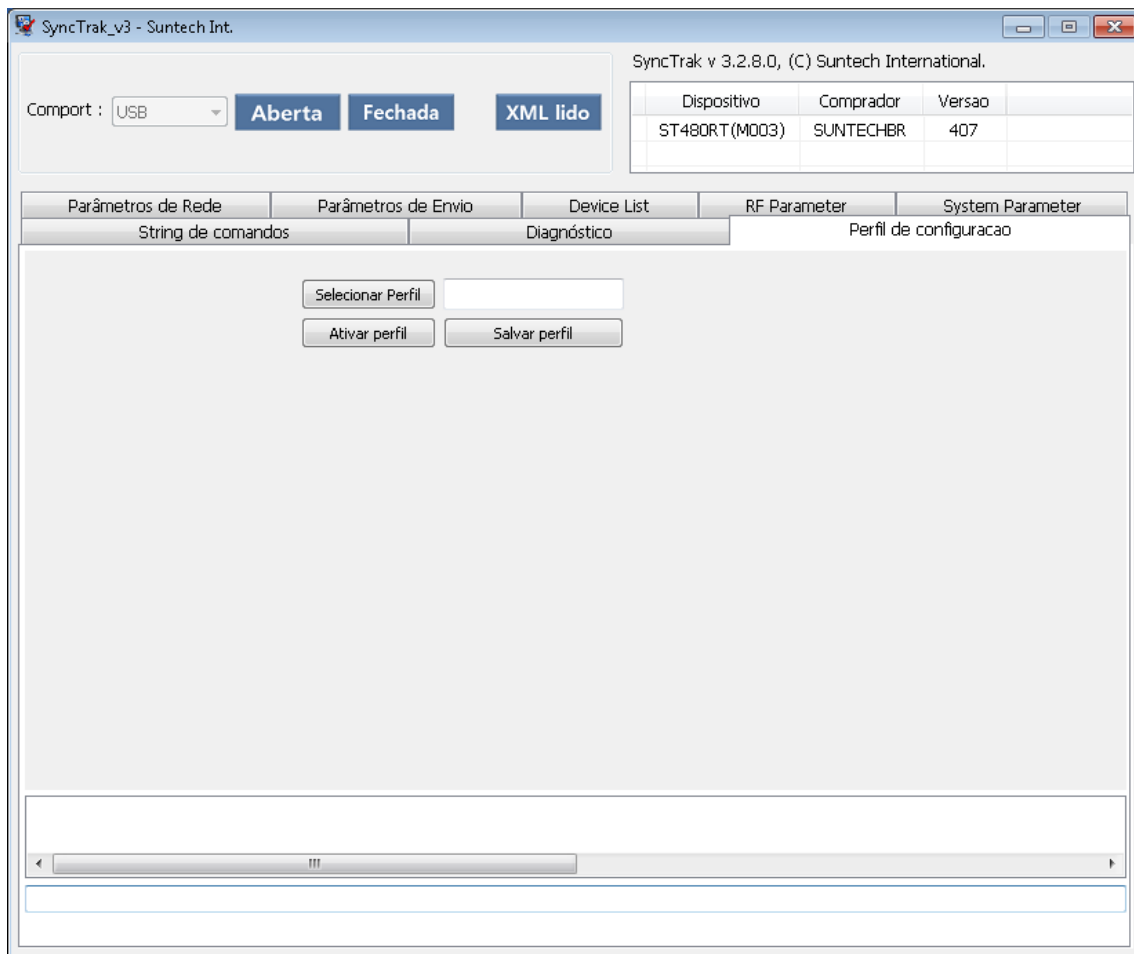 SyncTrak_v3 - Suntech Int.
SyncTrak v 3.2.8.0, (C) Suntech International.
Comport : USB Aberta Fechada XML lido
Dispositivo Comprador Versao
ST480RT(M003) SUNTECHBR 407
Parâmetros de Rede Parâmetros de Envio Device List RF Parameter System Parameter
String de comandos Diagnóstico Perfil de configuracao
Selecionar Perfil
Ativar perfil Salvar perfil